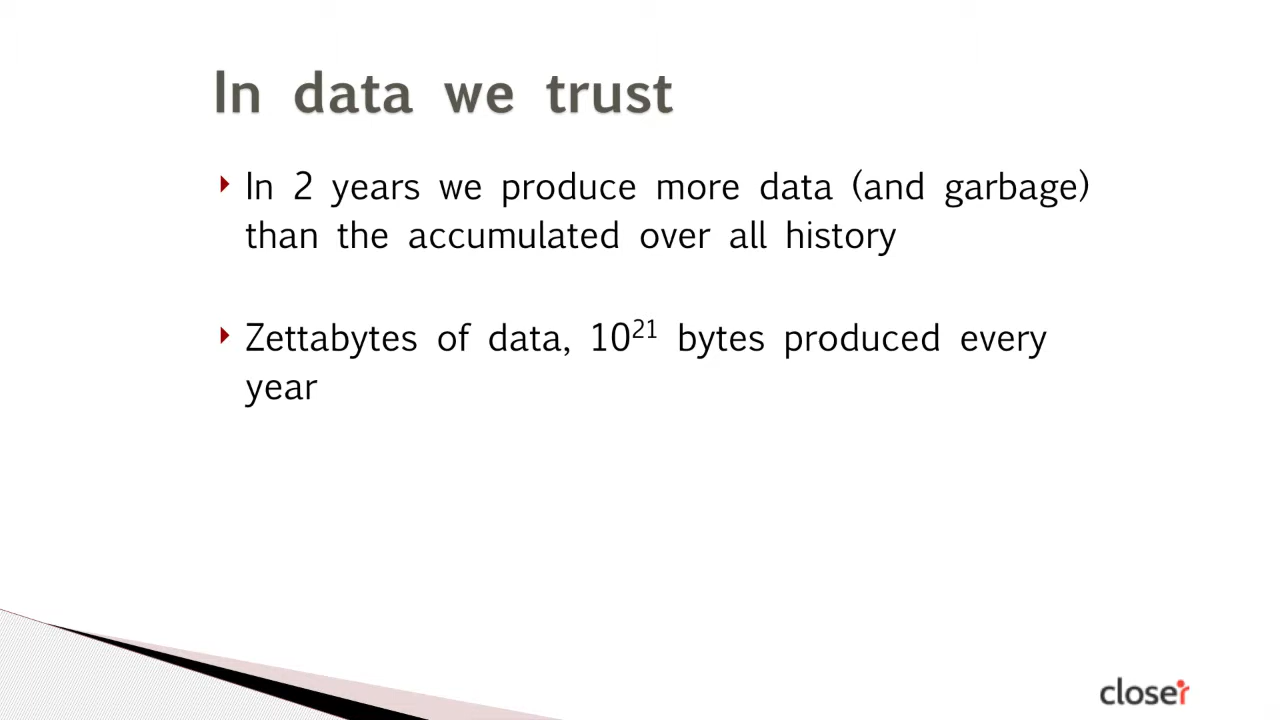 In data we trust
In 2 years we produce more data (and garbage)
than the accumulated over all history
Zettabytes of data, 10²¹ bytes produced every
year
closer